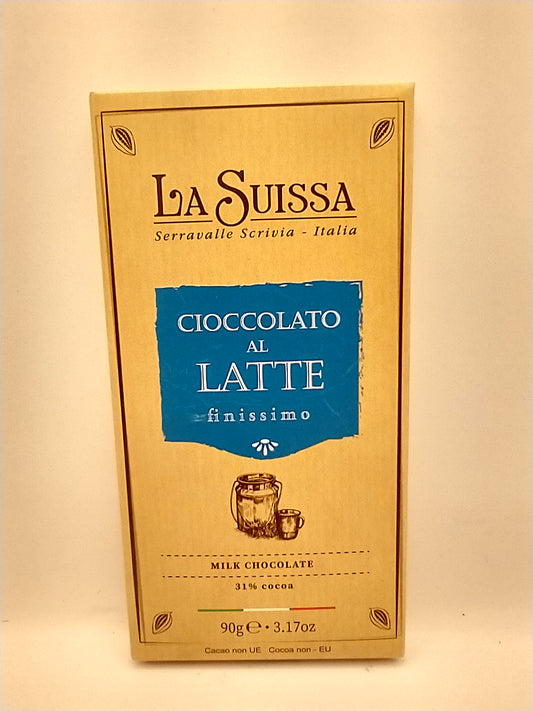 LA SUISSA
Serravalle Scrivia - Italia
CIOCCOLATO
AL
LATTE
finissimo
MILK CHOCOLATE
31% cocoa
90g℮ • 3.17oz
Cacao non UE Cocoa non - EU